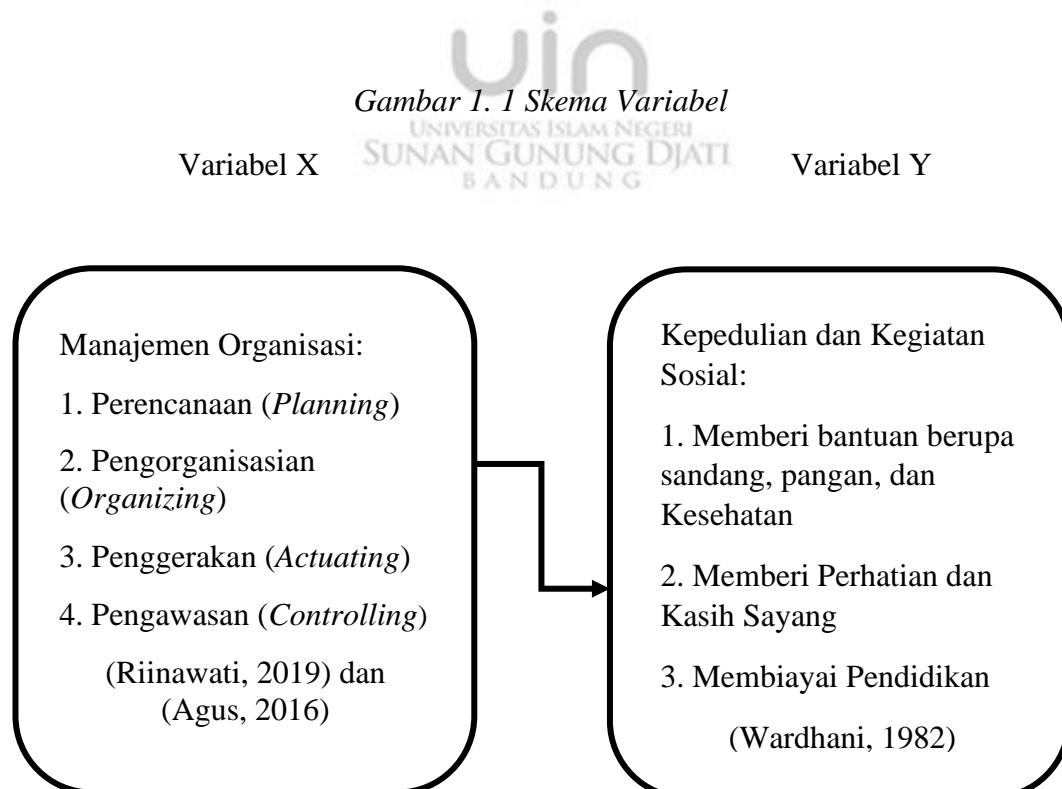 uin
Gambar 1. 1 Skema Variabel
UNIVERSITAS ISLAM NEGERI
SUNAN GUNUNG DJATI
BANDUNG
Variabel X
Variabel Y
Manajemen Organisasi:
1. Perencanaan (Planning)
2. Pengorganisasian
(Organizing)
3. Penggerakan (Actuating)
4. Pengawasan (Controlling)
(Riinawati, 2019) dan
(Agus, 2016)
Kepedulian dan Kegiatan
Sosial:
1. Memberi bantuan berupa
sandang, pangan, dan
Kesehatan
2. Memberi Perhatian dan
Kasih Sayang
3. Membiayai Pendidikan
(Wardhani, 1982)